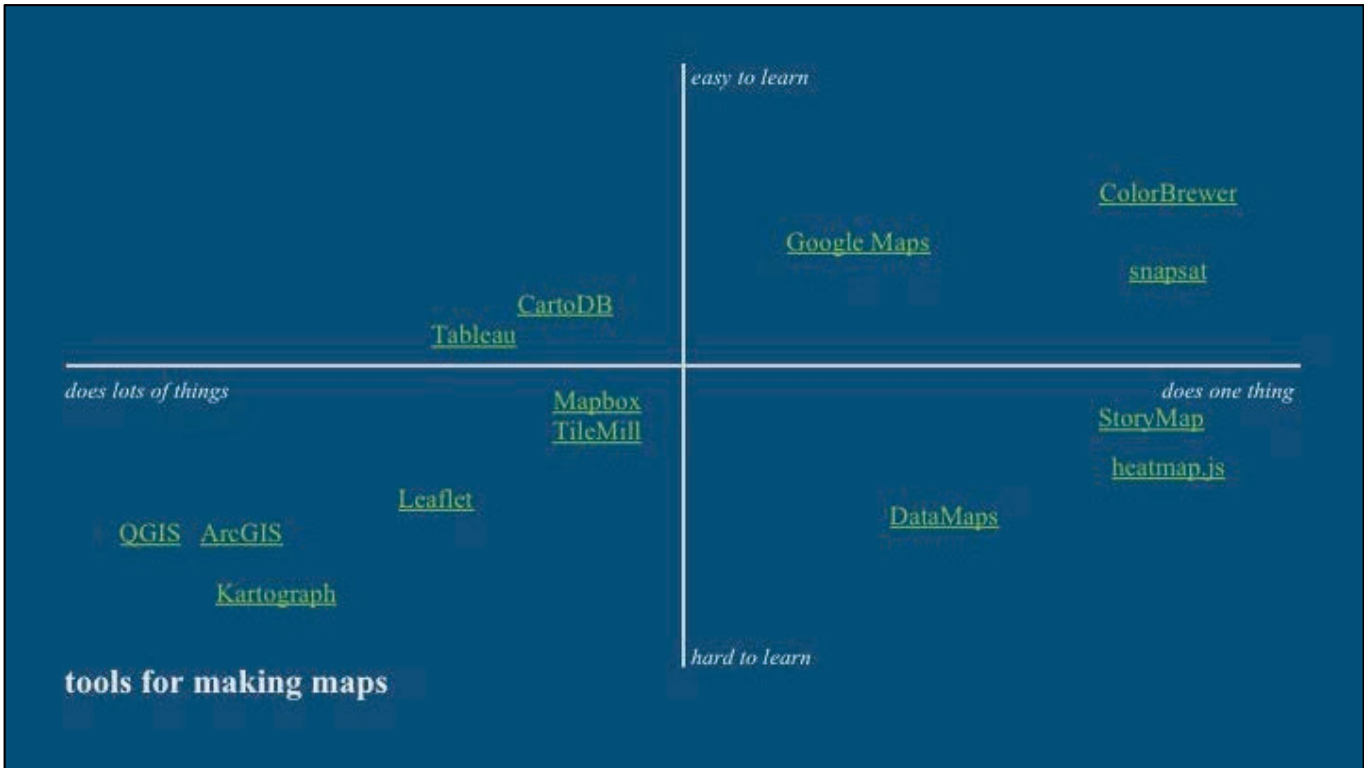 easy to learn
ColorBrewer
Google Maps
snapsat
CartoDB
Tableau
does lots of things
does one thing
Mapbox
StoryMap
TileMill
heatmap.js
Leaflet
DataMaps
QGIS ArcGIS
Kartograph
hard to learn
tools for making maps